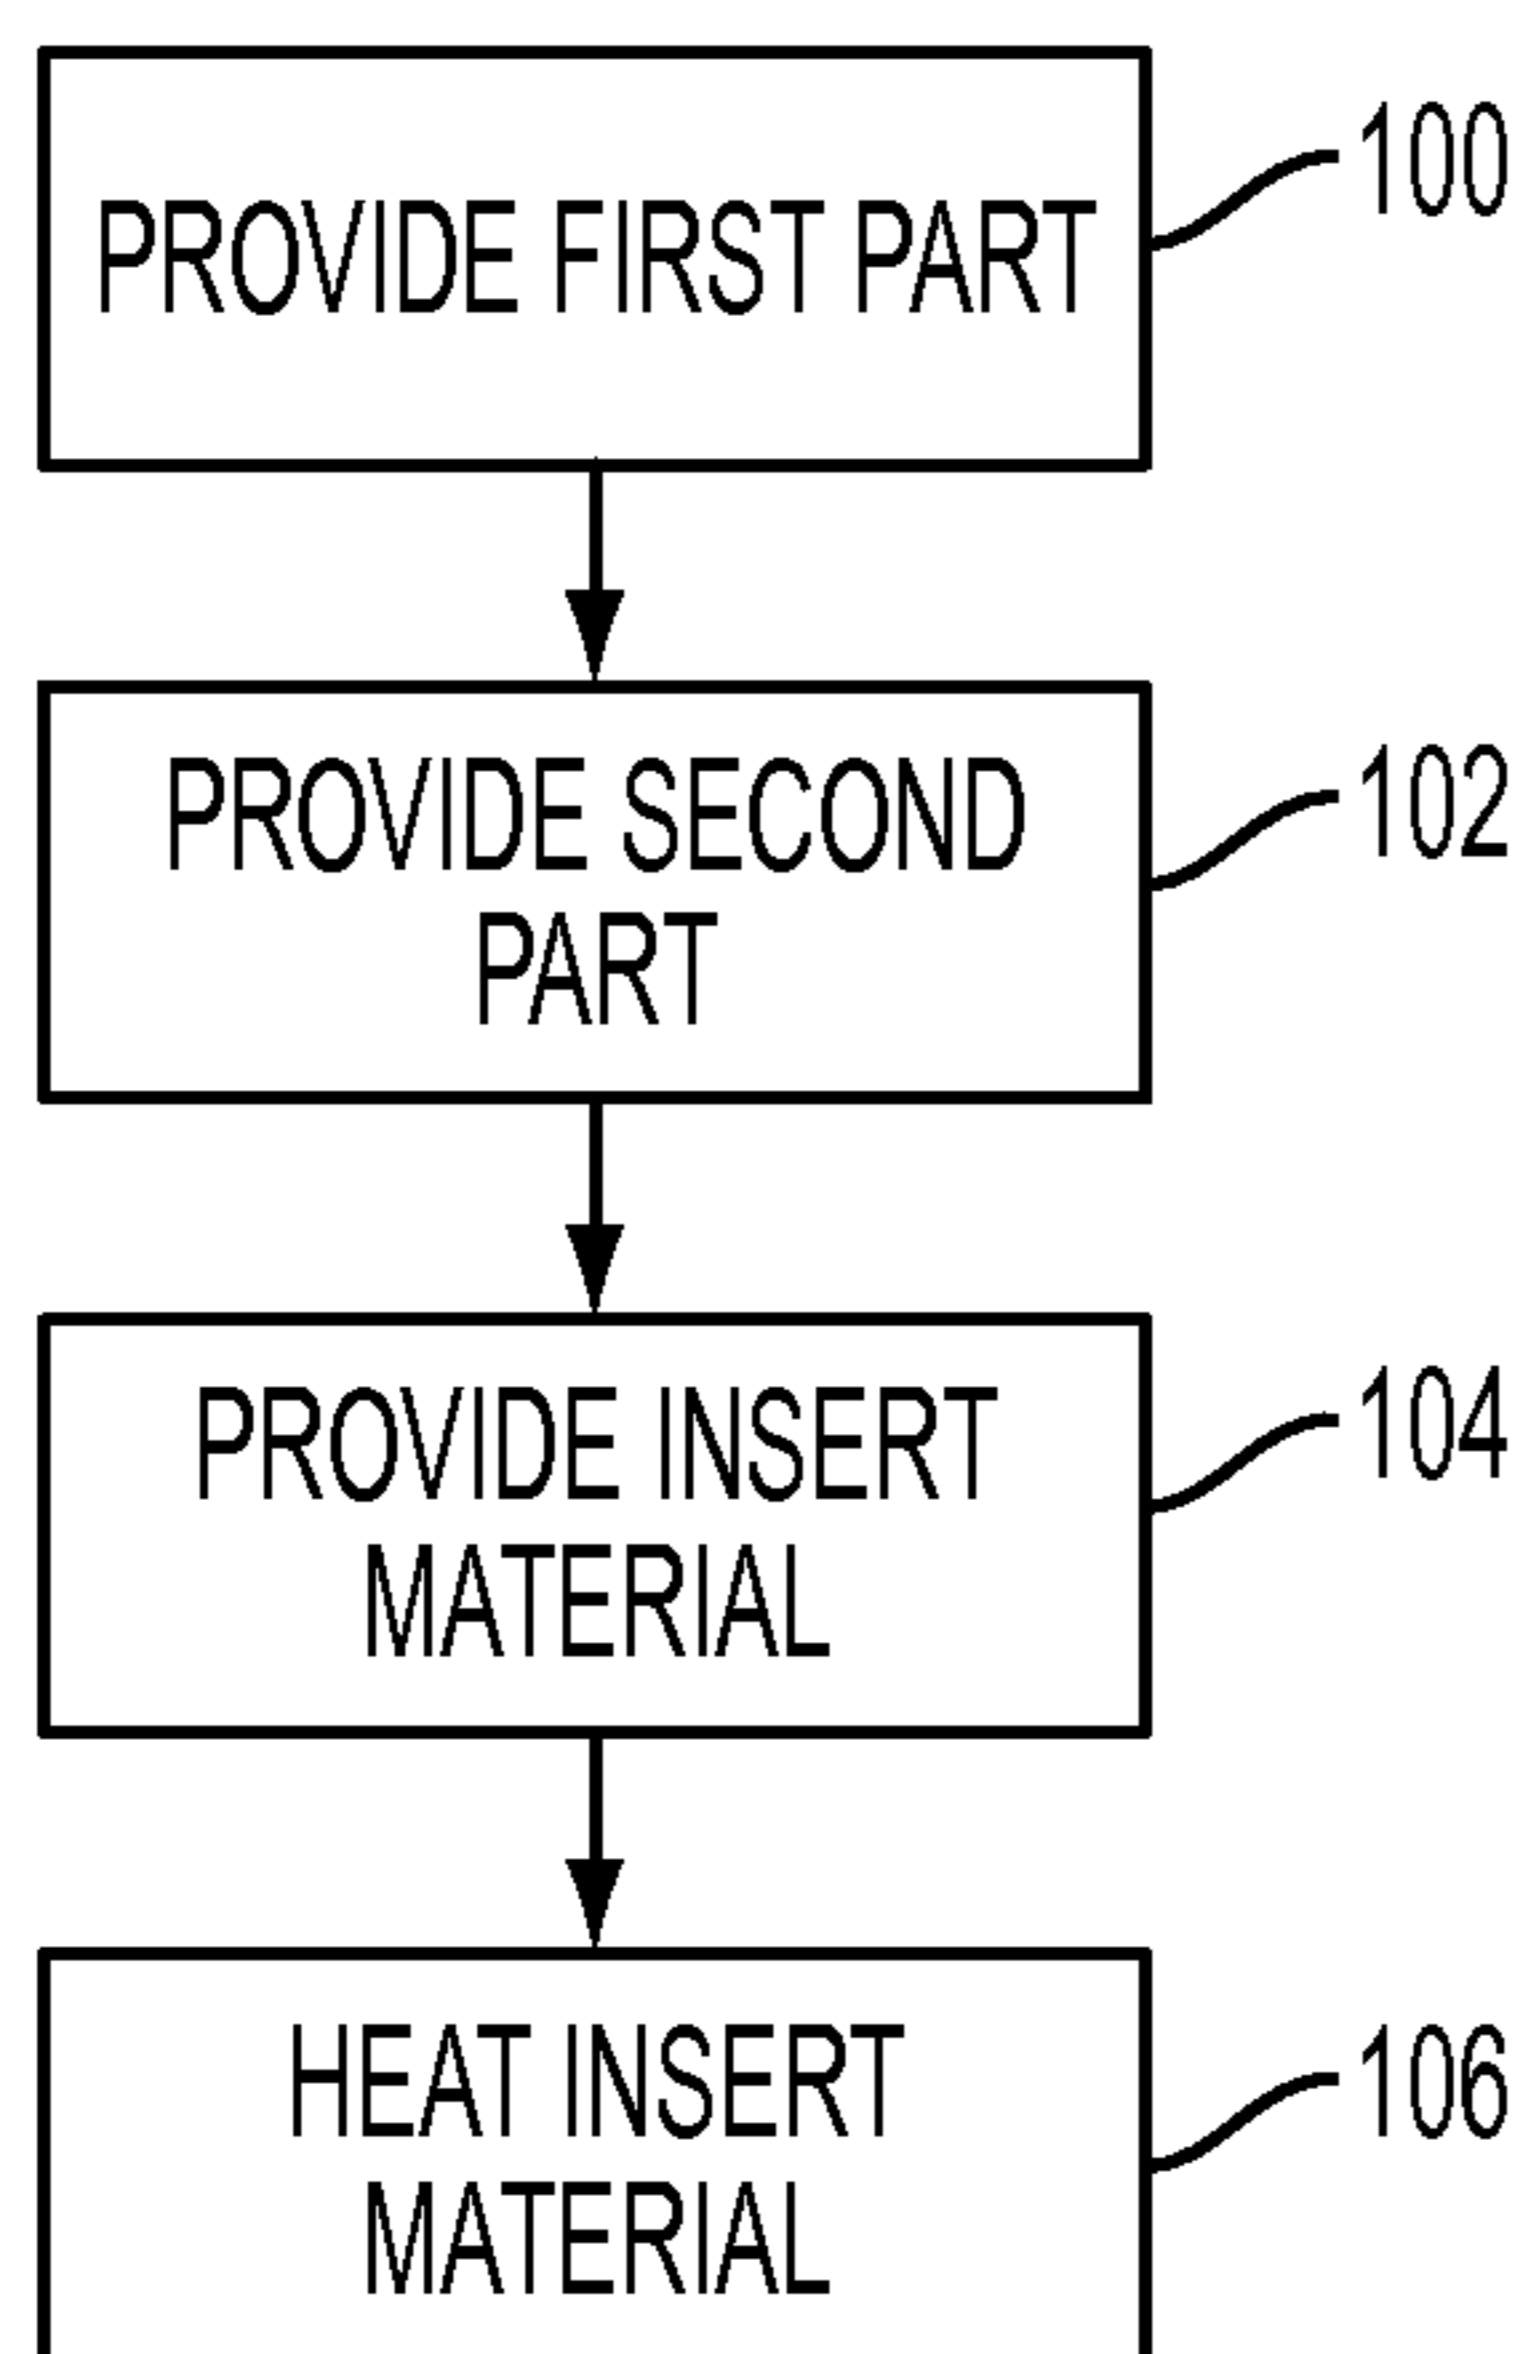 PROVIDE FIRST PART
100
PROVIDE SECOND
PART
102
PROVIDE INSERT
MATERIAL
104
HEAT INSERT
MATERIAL
106